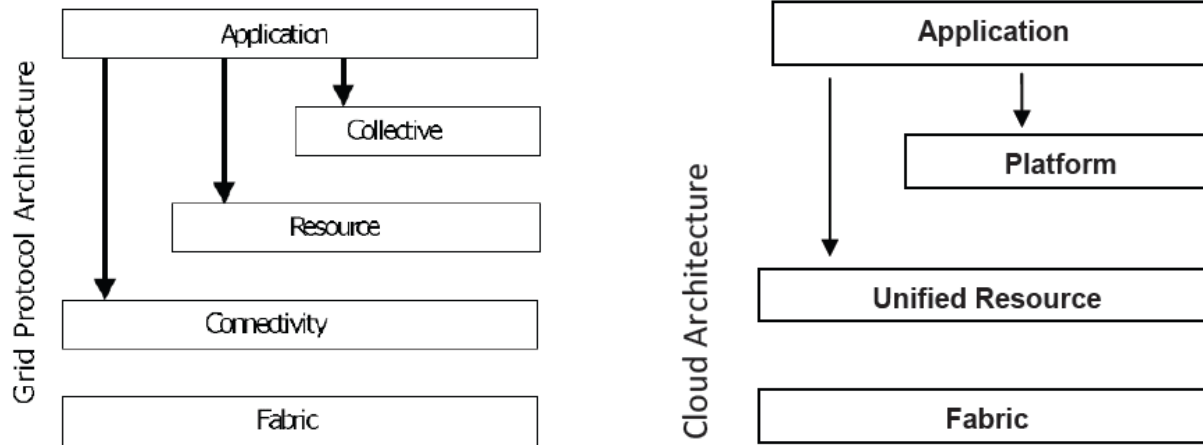 Grid Protocol Architecture
Application
Collective
Resource
Connectivity
Fabric
Cloud Architecture
Application
Platform
Unified Resource
Fabric